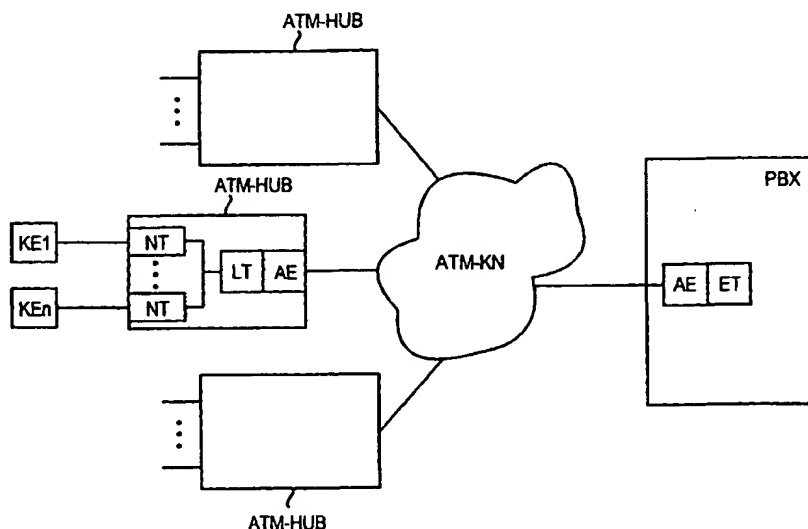 ATM-HUB
ATM-HUB
PBX
KE1
NT
LT
AE
ATM-KN
KEn
NT
AE
ET
ATM-HUB